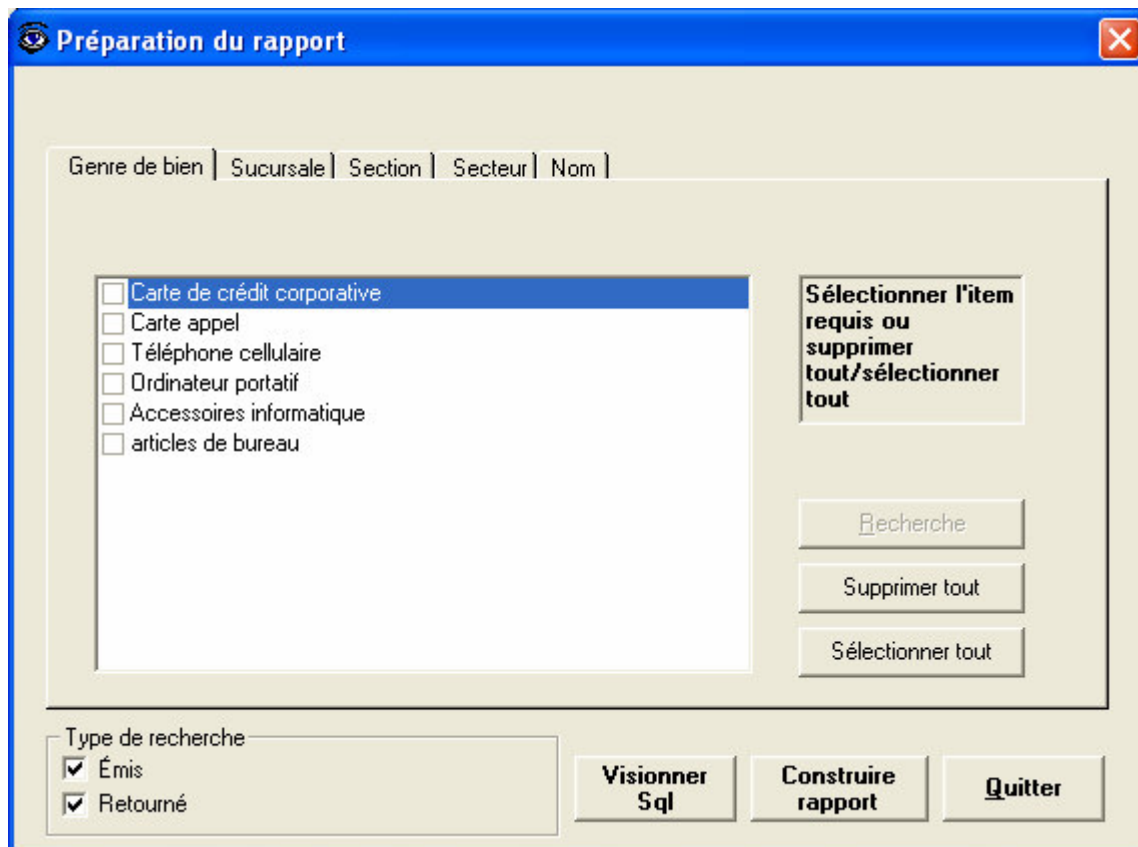 Préparation du rapport
Genre de bien Sucursale Section Secteur Nom
Carte de crédit corporative
Carte appel
Téléphone cellulaire
Ordinateur portatif
Accessoires informatique
articles de bureau
Sélectionner l'item
requis ou
supprimer
tout/sélectionner
tout
Recherche
Supprimer tout
Sélectionner tout
Type de recherche
Émis
Retourné
Visionner
Sql
Construire
rapport
Quitter